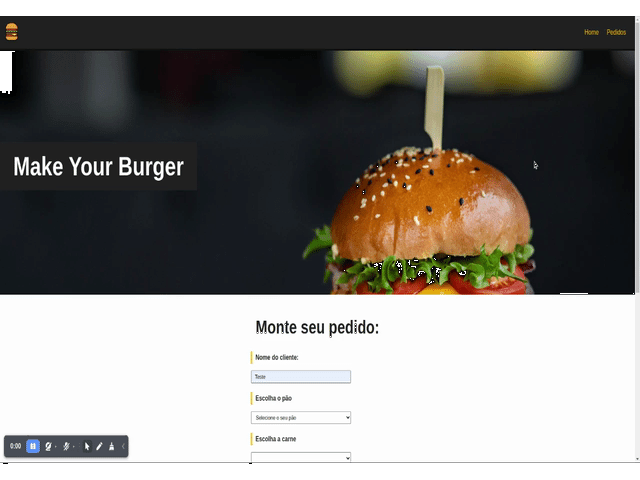 Home Pedidos
Make Your Burger
Monte seu pedido:
Nome do cliente:
Teste
Escolha o pão
Selecione o seu pão
Escolha a carne
0:00